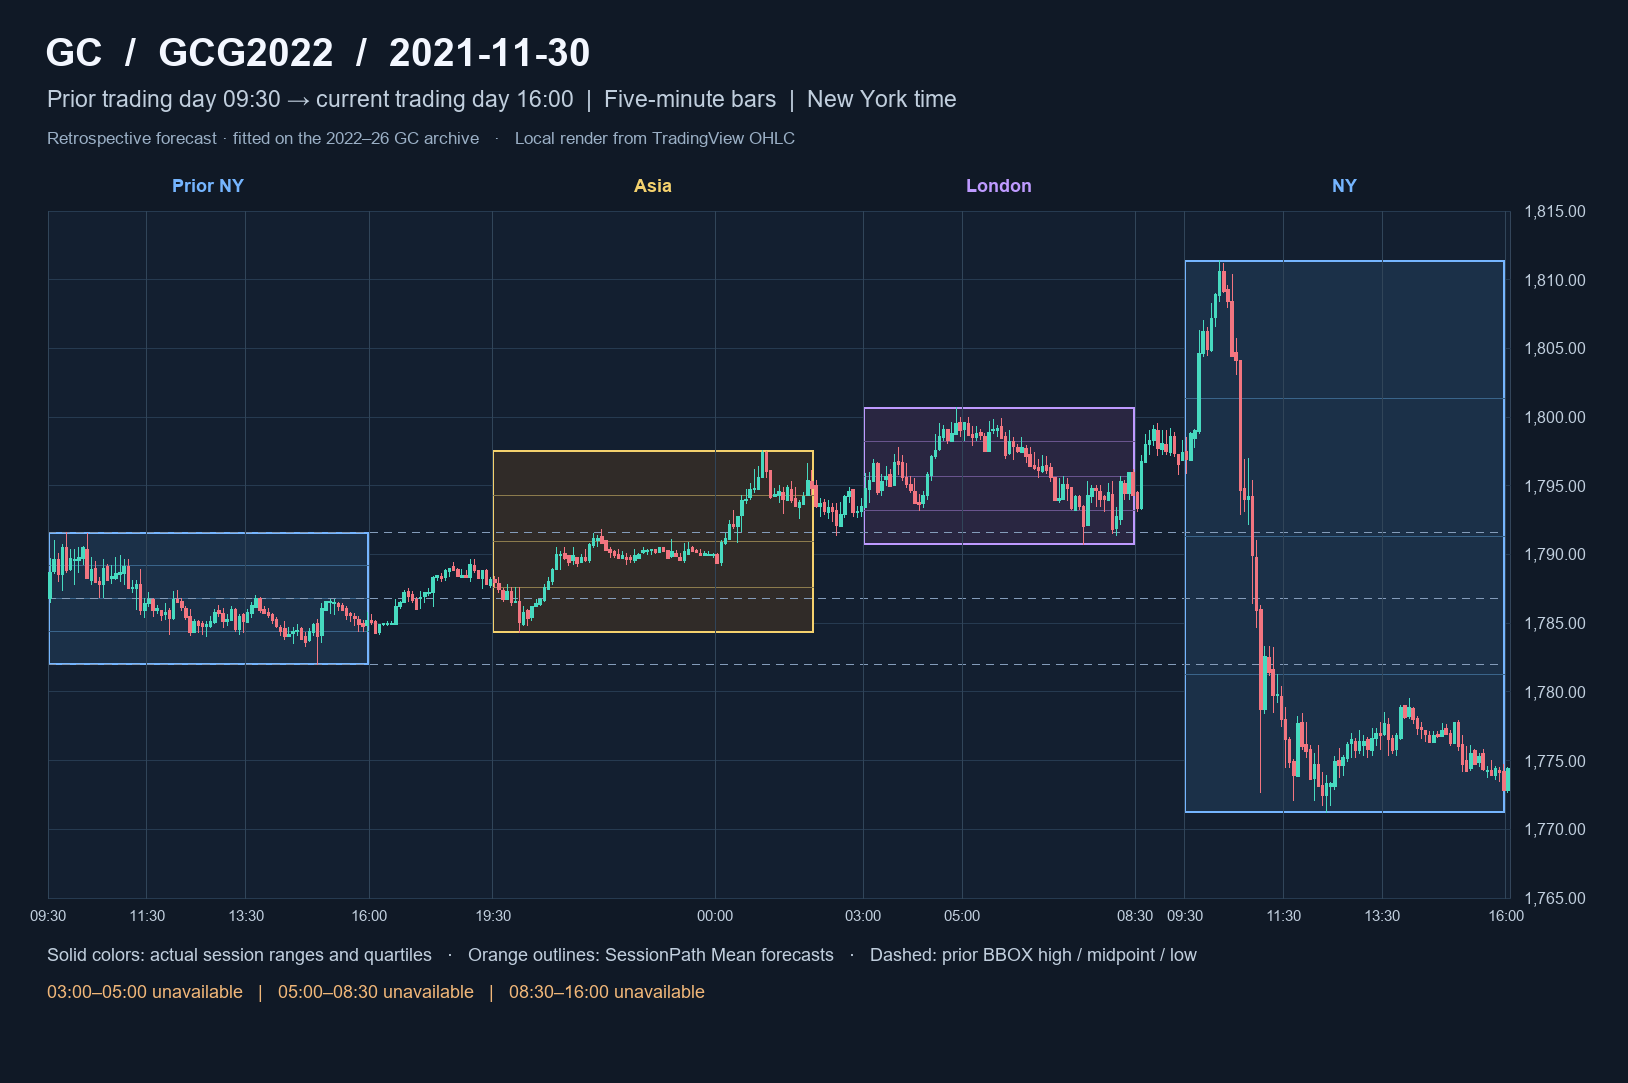 GC / GCG2022 / 2021-11-30
Prior trading day 09:30 → current trading day 16:00 | Five-minute bars | New York time
Retrospective forecast · fitted on the 2022–26 GC archive · Local render from TradingView OHLC
Prior NY Asia London NY
1,815.00
1,810.00
1,805.00
1,800.00
1,795.00
1,790.00
1,785.00
1,780.00
1,775.00
1,770.00
1,765.00
09:30 11:30 13:30 16:00 19:30 00:00 03:00 05:00 08:30 09:30 11:30 13:30 16:00
Solid colors: actual session ranges and quartiles · Orange outlines: SessionPath Mean forecasts · Dashed: prior BBOX high / midpoint / low
03:00–05:00 unavailable | 05:00–08:30 unavailable | 08:30–16:00 unavailable